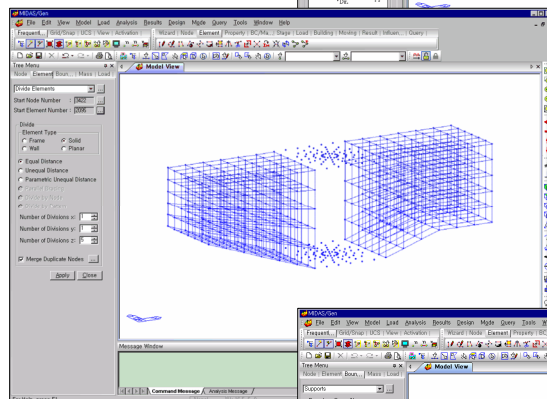 MIDAS/Gen
File Edit View Model Load Analysis Results Design Mode Query Tools Window Help
Frequentl... Grid/Snap UCS View Activation Wizard Node Element Property BC/Ma... Stage Load Building Moving Result Influen... Query
Tree Menu
Model View
Node Element Boun... Mass Load
Divide Elements
Start Node Number :
Start Element Number :
Divide
Element Type
Frame Solid
Wall Planar
Equal Distance
Unequal Distance
Parametric Unequal Distance
Number of Divisions x: 1
Number of Divisions y: 1
Number of Divisions z: 5
Merge Duplicate Nodes
Apply Close
Message Window
Command Message Analysis Message
MIDAS/Gen
File Edit View Model Load Analysis Results Design Mode Query Tools
Frequentl... Grid/Snap UCS View Activation Wizard Node Element Property BC
Tree Menu
Model View
Node Element Boun... Mass Load
Supports